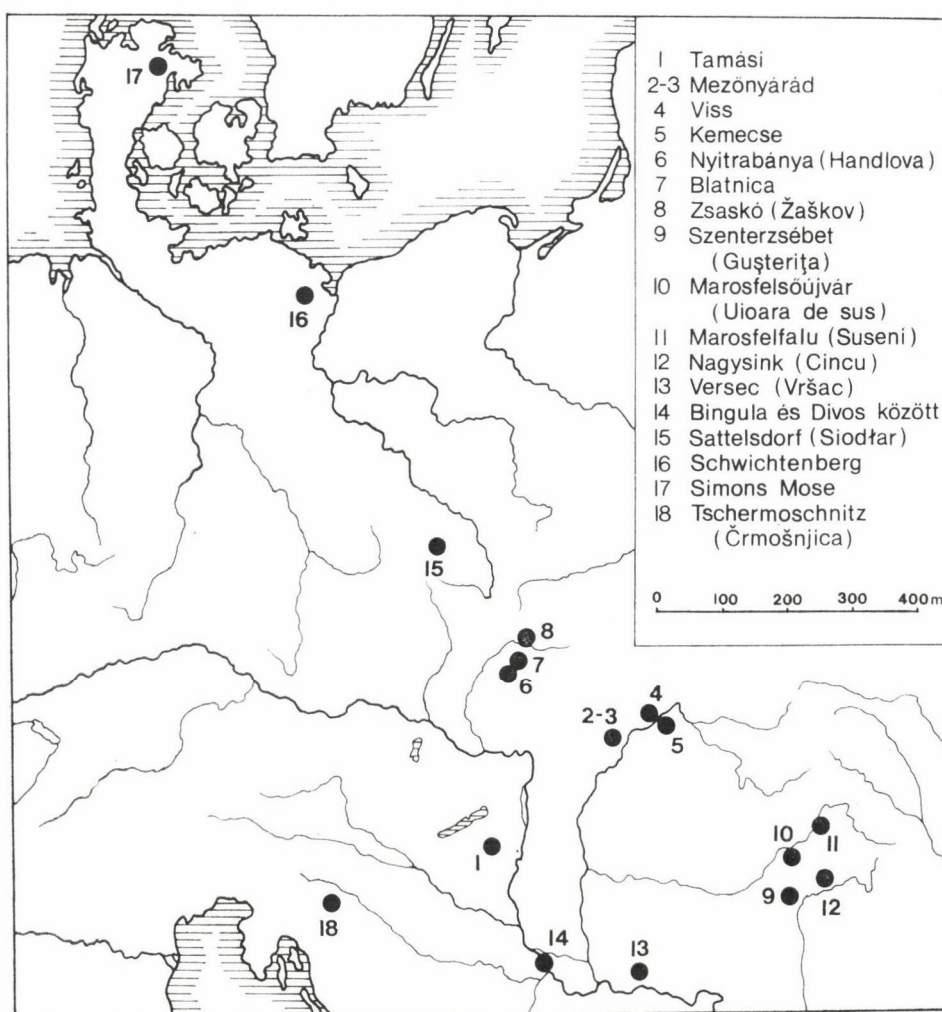 1 Tamási
2-3 Mezőnyárád
4 Viss
5 Kemecse
6 Nyitrabánya (Handlova)
7 Blatnica
8 Zsaskó (Žaškov)
9 Szenterzsébet
(Guşteriţa)
10 Marosfelsőújvár
(Uioara de sus)
11 Marosfelfalu (Suseni)
12 Nagysink (Cincu)
13 Versec (Vršac)
14 Bingula és Divos között
15 Sattelsdorf (Siodłar)
16 Schwichtenberg
17 Simons Mose
18 Tschermoschnitz
(Črmošnjica)
0 100 200 300 400 m
17
16
15
8
7
6
4
2-3
5
1
11
10
12
9
18
14
13